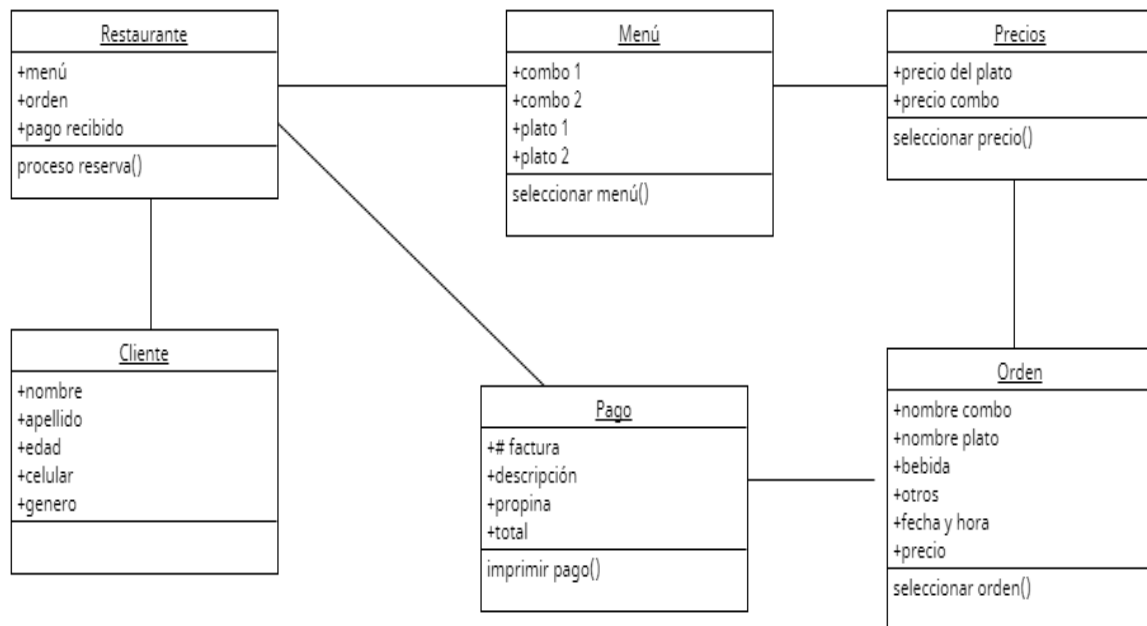 Restaurante
+menú
+orden
+pago recibido
proceso reserva()
Menú
+combo 1
+combo 2
+plato 1
+plato 2
seleccionar menú()
Precios
+precio del plato
+precio combo
seleccionar precio()
Cliente
+nombre
+apellido
+edad
+celular
+genero
Pago
+# factura
+descripción
+propina
+total
imprimir pago()
Orden
+nombre combo
+nombre plato
+bebida
+otros
+fecha y hora
+precio
seleccionar orden()